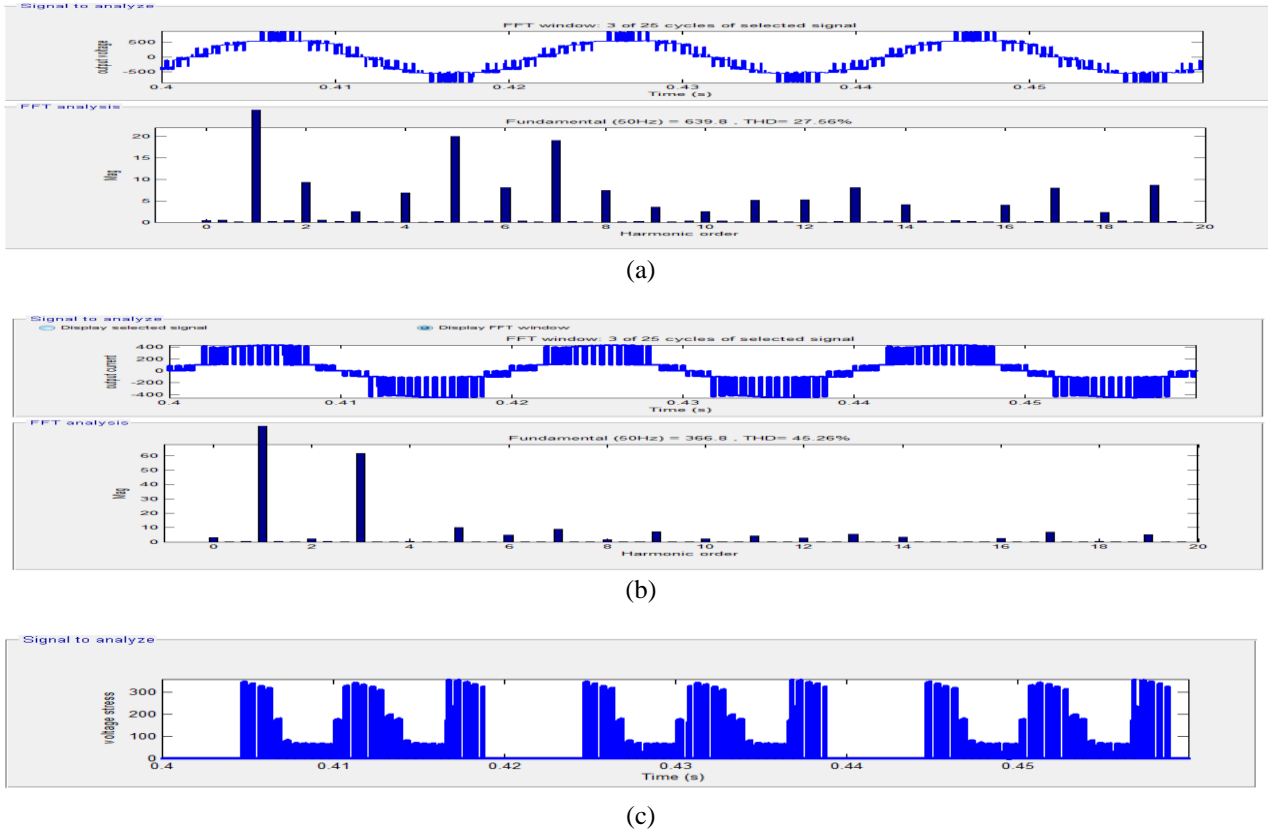 Signal to analyze
FFT window: 3 of 25 cycles of selected signal
output voltage
500
0
-500
0.4 0.41 0.42 0.43 0.44 0.45
Time (s)
FFT analysis
Fundamental (50Hz) = 639.8 , THD= 27.56%
Mag
20
15
10
5
0
0 2 4 6 8 10 12 14 16 18 20
Harmonic order
(a)
Signal to analyze
Display selected signal Display FFT window
FFT window: 3 of 25 cycles of selected signal
output current
400
200
0
-200
-400
0.4 0.41 0.42 0.43 0.44 0.45
Time (s)
FFT analysis
Fundamental (50Hz) = 366.8 , THD= 45.26%
Mag
60
50
40
30
20
10
0
0 2 4 6 8 10 12 14 16 18 20
Harmonic order
(b)
Signal to analyze
voltage stress
300
200
100
0
0.4 0.41 0.42 0.43 0.44 0.45
Time (s)
(c)